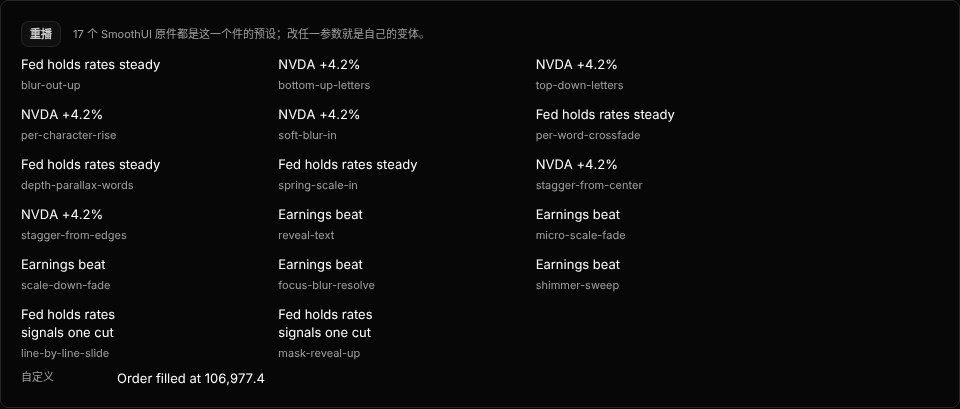 重播
17 个 SmoothUI 原件都是这一个件的预设；改任一参数就是自己的变体。
Fed holds rates steady
blur-out-up
NVDA +4.2%
bottom-up-letters
NVDA +4.2%
top-down-letters
NVDA +4.2%
per-character-rise
NVDA +4.2%
soft-blur-in
Fed holds rates steady
per-word-crossfade
Fed holds rates steady
depth-parallax-words
Fed holds rates steady
spring-scale-in
NVDA +4.2%
stagger-from-center
NVDA +4.2%
stagger-from-edges
Earnings beat
reveal-text
Earnings beat
micro-scale-fade
Earnings beat
scale-down-fade
Earnings beat
focus-blur-resolve
Earnings beat
shimmer-sweep
Fed holds rates
signals one cut
line-by-line-slide
Fed holds rates
signals one cut
mask-reveal-up
自定义
Order filled at 106,977.4